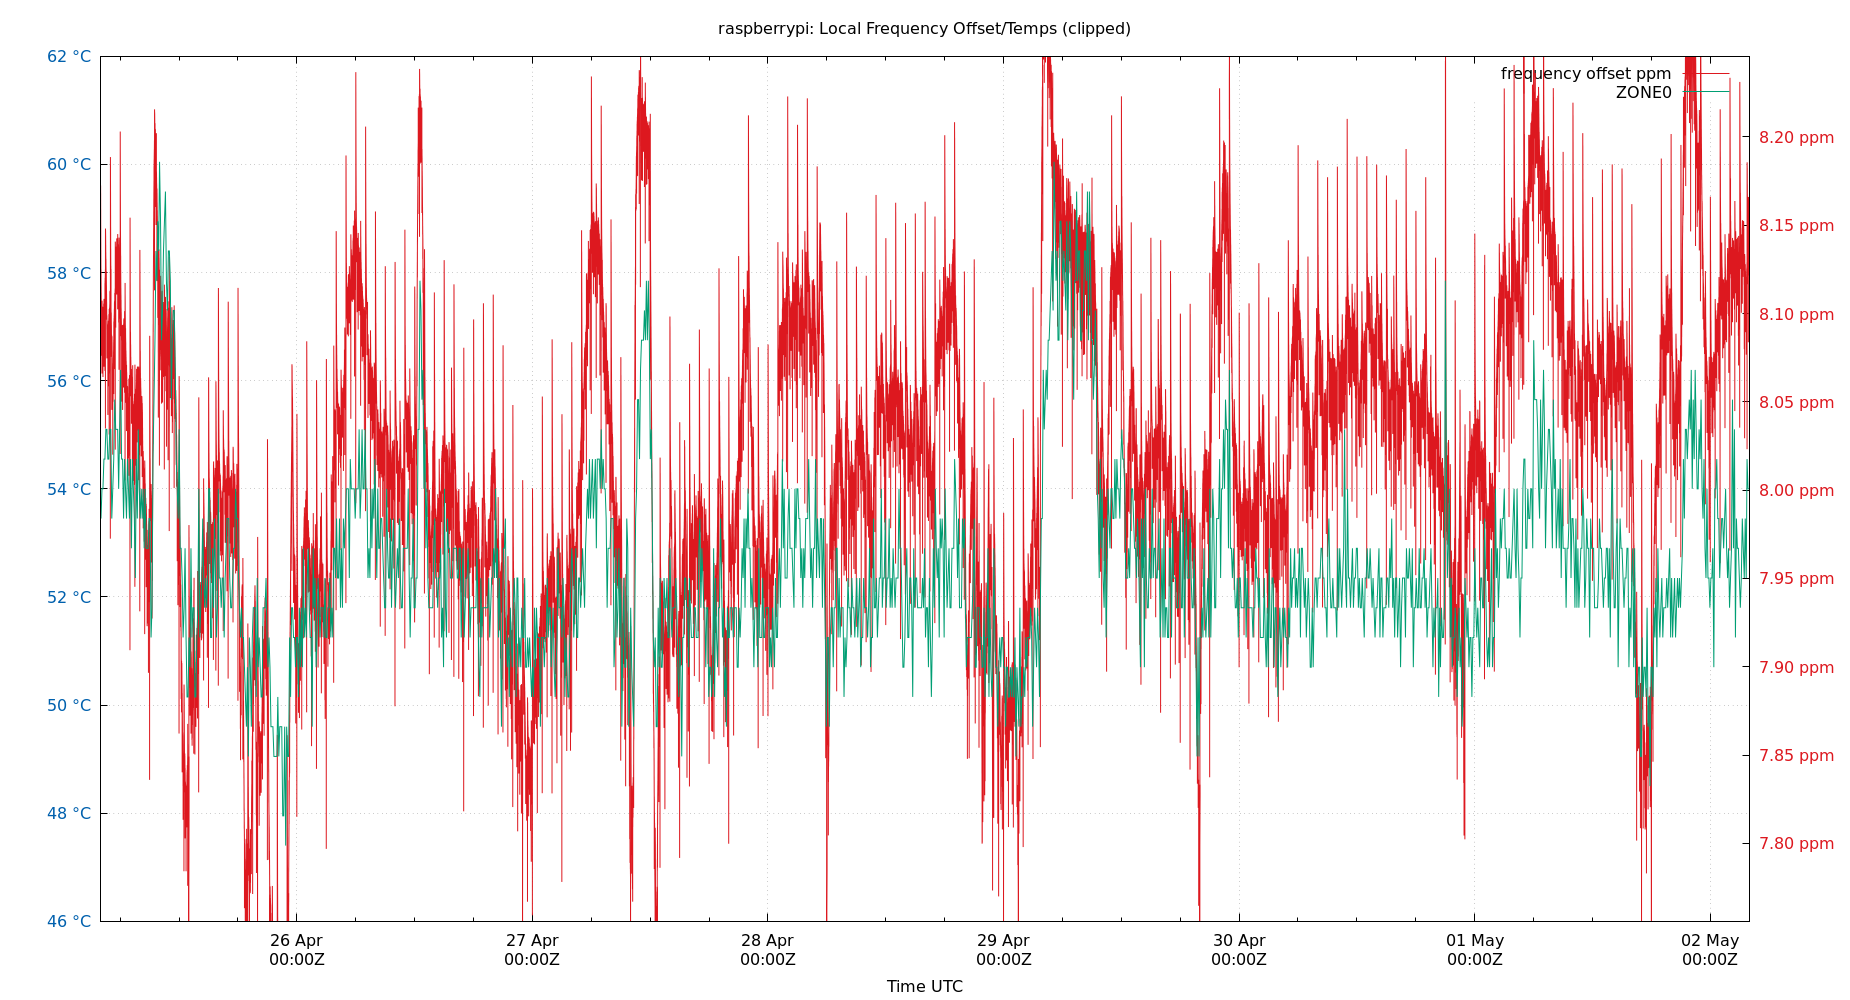 raspberrypi: Local Frequency Offset/Temps (clipped)
62 °C
60 °C
58 °C
56 °C
54 °C
52 °C
50 °C
48 °C
46 °C
frequency offset ppm
ZONE0
8.20 ppm
8.15 ppm
8.10 ppm
8.05 ppm
8.00 ppm
7.95 ppm
7.90 ppm
7.85 ppm
7.80 ppm
26 Apr 27 Apr 28 Apr 29 Apr 30 Apr 01 May 02 May
00:00Z 00:00Z 00:00Z 00:00Z 00:00Z 00:00Z 00:00Z
Time UTC